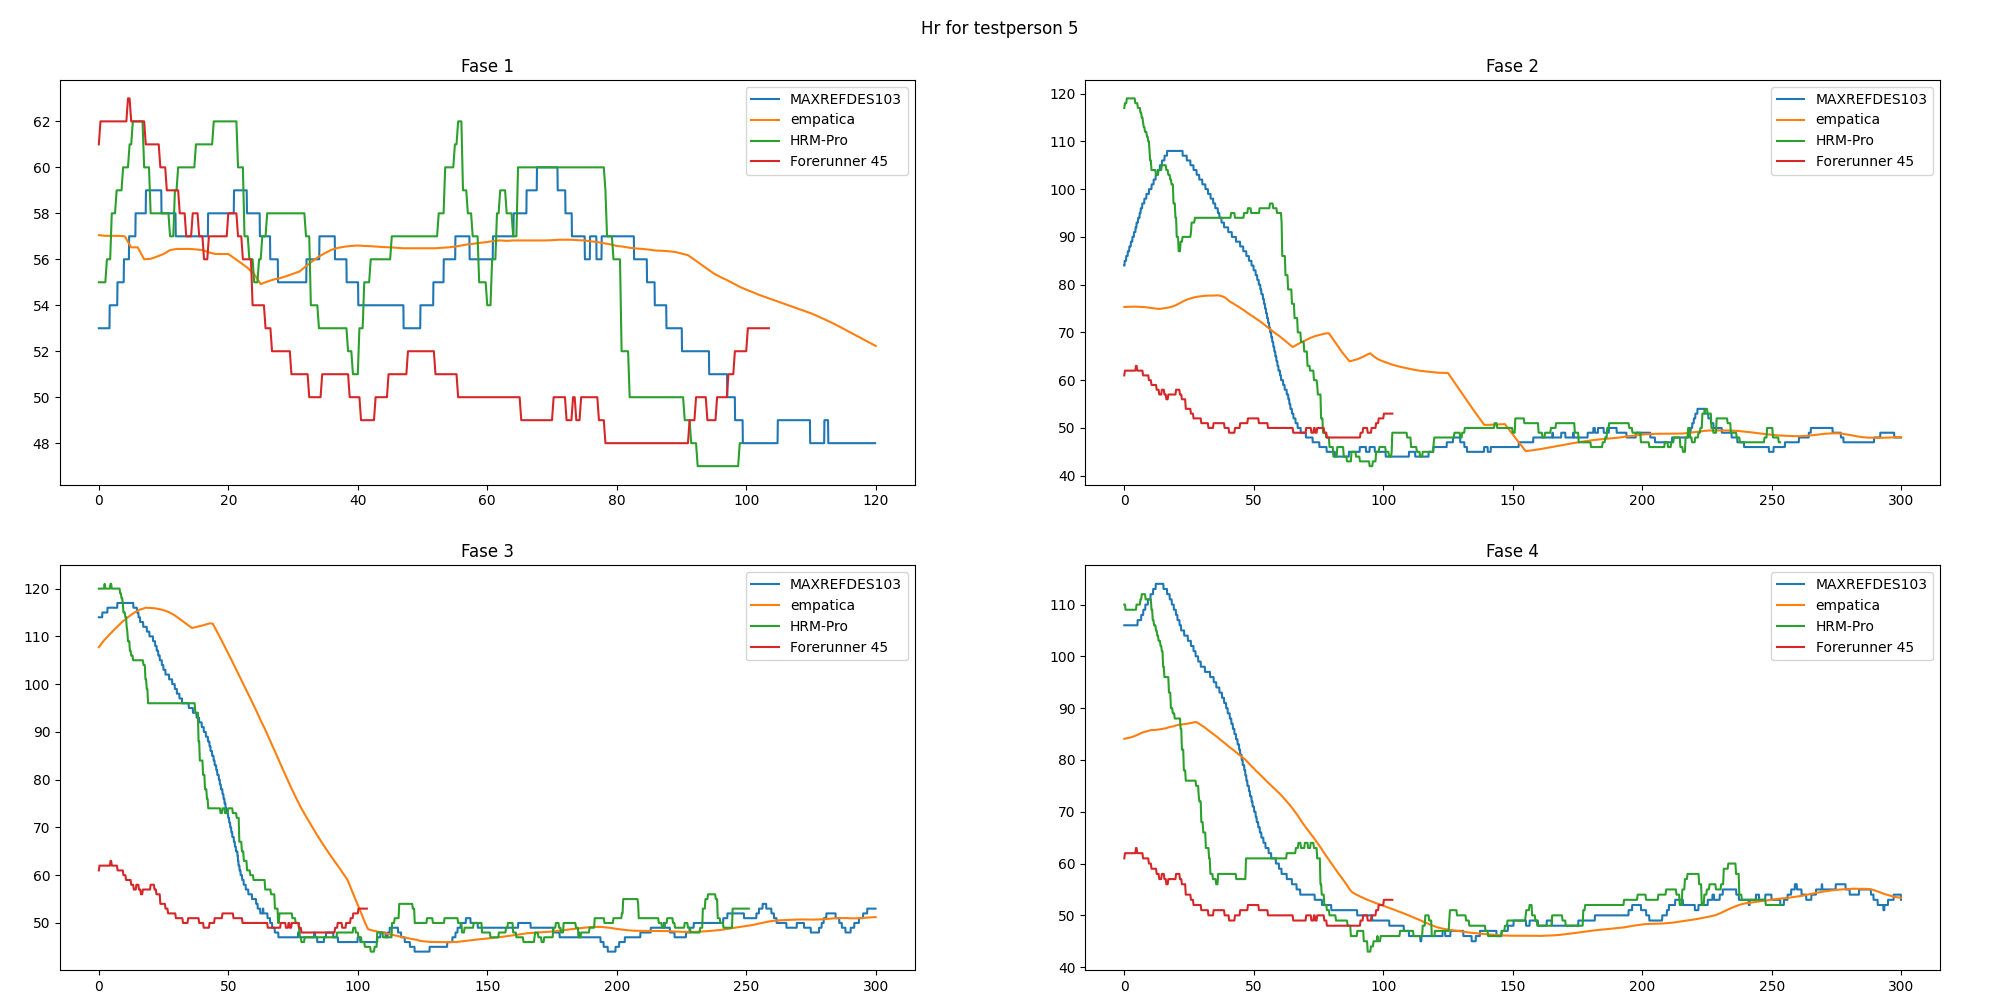 Hr for testperson 5
Fase 1
MAXREFDES103
empatica
HRM-Pro
Forerunner 45
62
60
58
56
54
52
50
48
0 20 40 60 80 100 120
Fase 2
MAXREFDES103
empatica
HRM-Pro
Forerunner 45
120
110
100
90
80
70
60
50
40
0 50 100 150 200 250 300
Fase 3
MAXREFDES103
empatica
HRM-Pro
Forerunner 45
120
110
100
90
80
70
60
50
0 50 100 150 200 250 300
Fase 4
MAXREFDES103
empatica
HRM-Pro
Forerunner 45
110
100
90
80
70
60
50
40
0 50 100 150 200 250 300